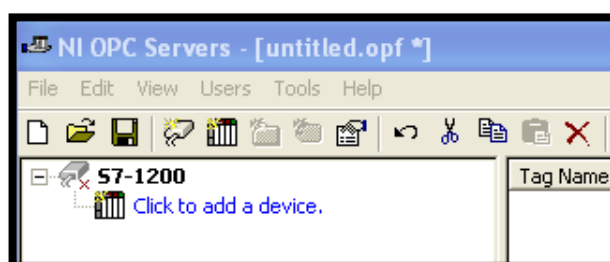 NI OPC Servers - [untitled.opf *]
File Edit View Users Tools Help
S7-1200 Tag Name
Click to add a device.